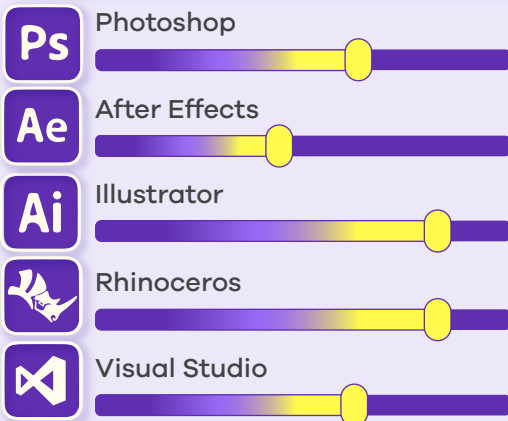 Ps
Photoshop
Ae
After Effects
Ai
Illustrator
Rhinoceros
Visual Studio